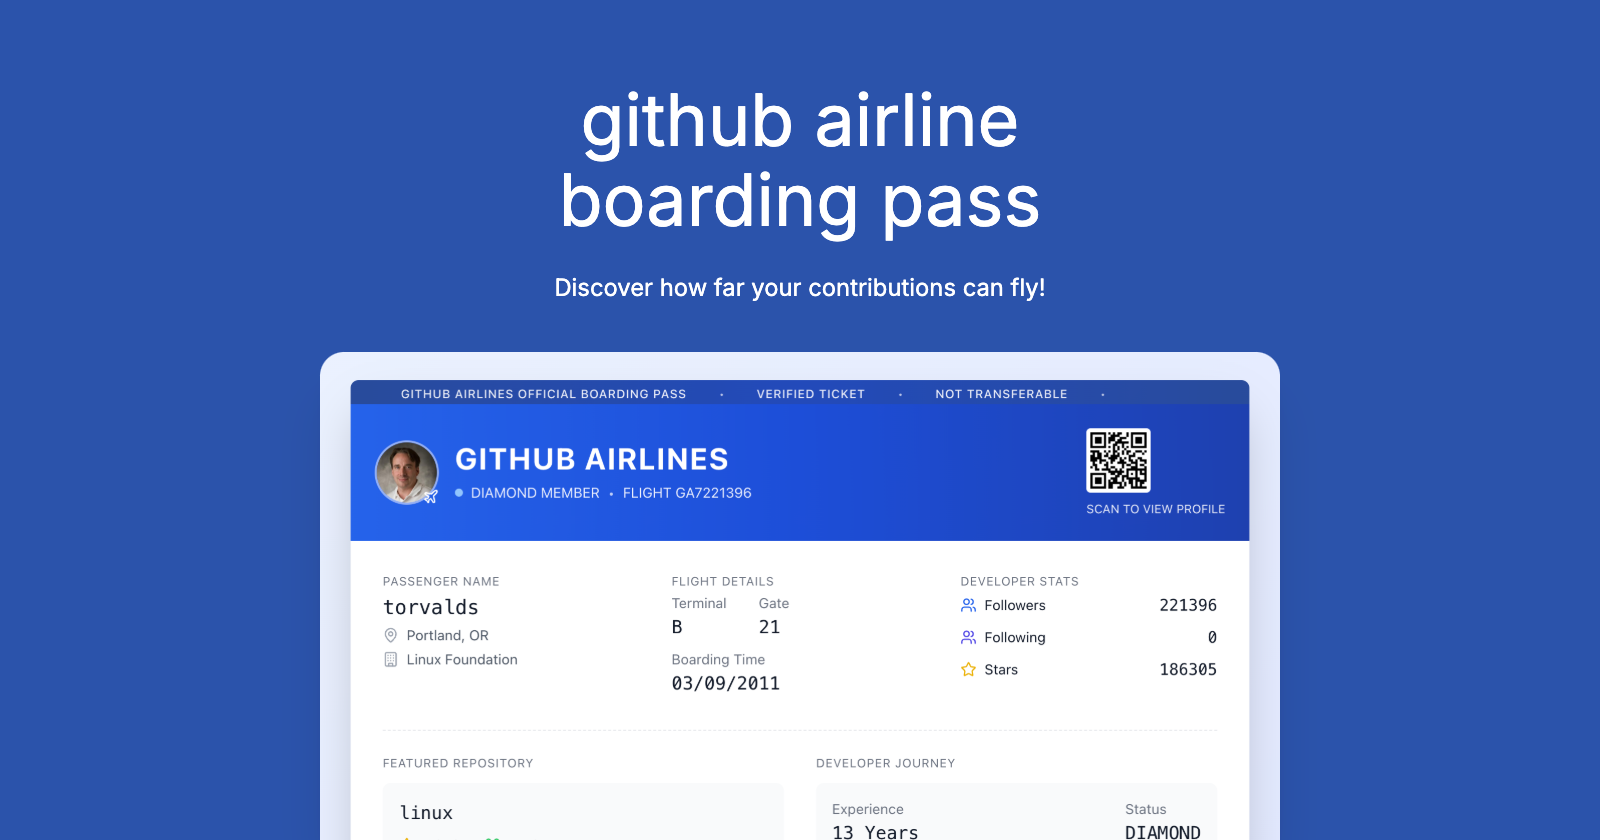 github airline
boarding pass
Discover how far your contributions can fly!
GITHUB AIRLINES OFFICIAL BOARDING PASS • VERIFIED TICKET • NOT TRANSFERABLE •
GITHUB AIRLINES
DIAMOND MEMBER • FLIGHT GA7221396
SCAN TO VIEW PROFILE
PASSENGER NAME
torvalds
Portland, OR
Linux Foundation
FLIGHT DETAILS
Terminal Gate
B 21
Boarding Time
03/09/2011
DEVELOPER STATS
Followers 221396
Following 0
Stars 186305
FEATURED REPOSITORY
linux
DEVELOPER JOURNEY
Experience Status
13 Years DIAMOND